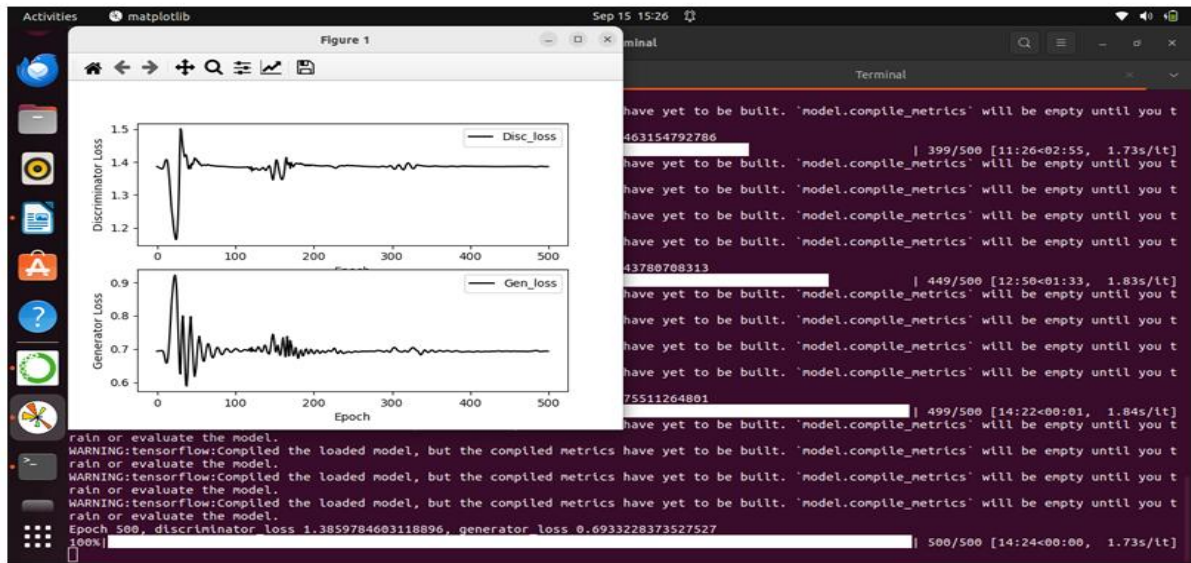 Activities
matplotlib
Sep 15 15:26
Figure 1
minal
Terminal
1.5
1.4
1.3
1.2
Discriminator Loss
Disc_loss
0 100 200 300 400 500
Epoch
0.9
0.8
0.7
0.6
Generator Loss
Gen_loss
0 100 200 300 400 500
Epoch
have yet to be built. `model.compile_metrics` will be empty until you t
463154792786
| 399/500 [11:26<02:55, 1.73s/it]
have yet to be built. `model.compile_metrics` will be empty until you t
have yet to be built. `model.compile_metrics` will be empty until you t
have yet to be built. `model.compile_metrics` will be empty until you t
have yet to be built. `model.compile_metrics` will be empty until you t
43780708313
| 449/500 [12:50<01:33, 1.83s/it]
have yet to be built. `model.compile_metrics` will be empty until you t
have yet to be built. `model.compile_metrics` will be empty until you t
have yet to be built. `model.compile_metrics` will be empty until you t
have yet to be built. `model.compile_metrics` will be empty until you t
75511264801
| 499/500 [14:22<00:01, 1.84s/it]
have yet to be built. `model.compile_metrics` will be empty until you t
rain or evaluate the model.
WARNING:tensorflow:Compiled the loaded model, but the compiled metrics have yet to be built. `model.compile_metrics` will be empty until you t
rain or evaluate the model.
WARNING:tensorflow:Compiled the loaded model, but the compiled metrics have yet to be built. `model.compile_metrics` will be empty until you t
rain or evaluate the model.
WARNING:tensorflow:Compiled the loaded model, but the compiled metrics have yet to be built. `model.compile_metrics` will be empty until you t
rain or evaluate the model.
Epoch 500, discriminator_loss 1.3859784603118896, generator_loss 0.6933228373527527
100%| | 500/500 [14:24<00:00, 1.73s/it]